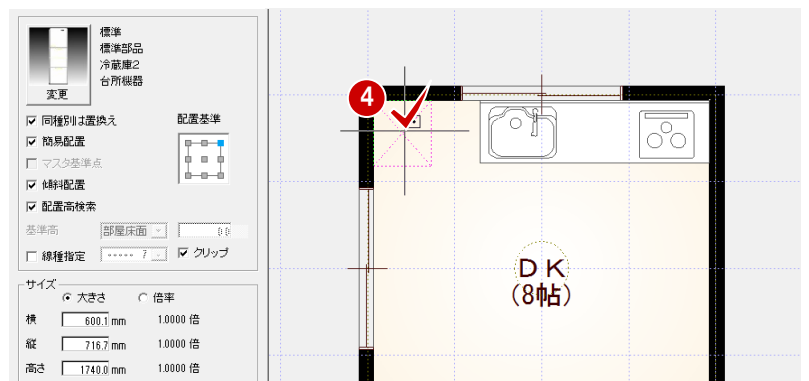 標準
標準部品
冷蔵庫2
台所機器
変更
同種別は置換え
配置基準
簡易配置
マスタ基準点
傾斜配置
配置高検索
基準高
部屋床面
0.0
線種指定
7
クリップ
サイズ
大きさ
倍率
横 600.1 mm 1.0000 倍
縦 716.7 mm 1.0000 倍
高さ 1740.0 mm 1.0000 倍
4
DK
(8帖)